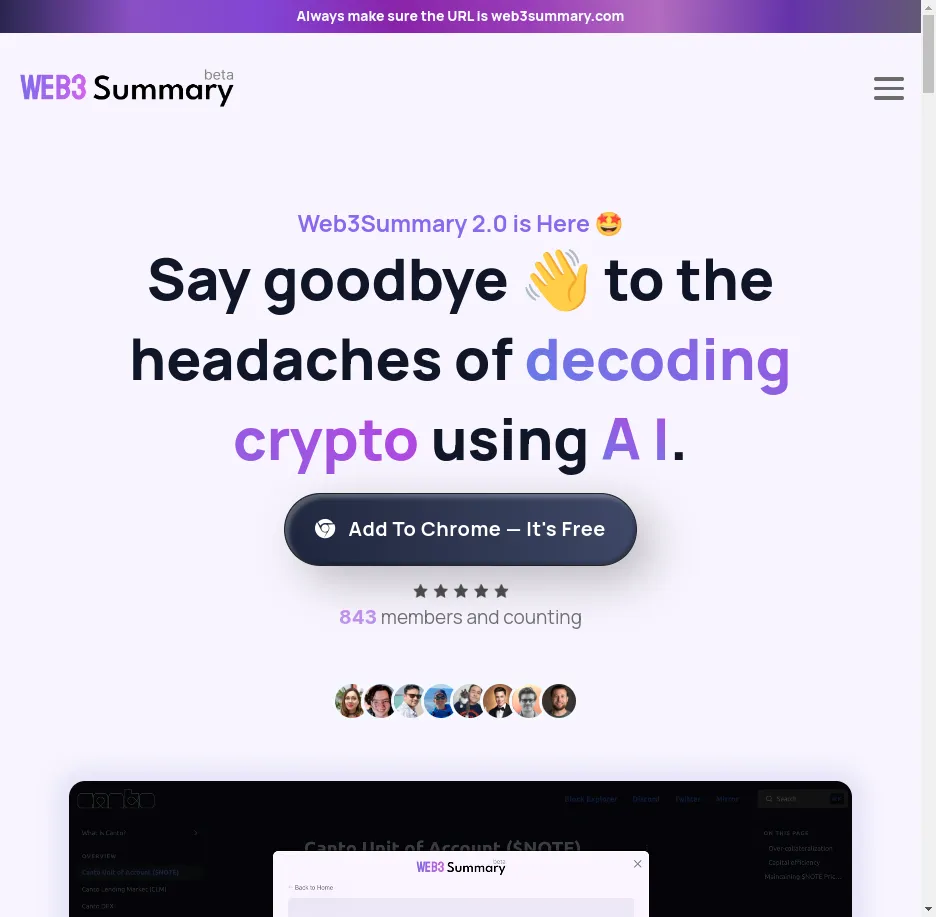 Always make sure the URL is web3summary.com
beta
WEB3 Summary
Web3Summary 2.0 is Here 🤩
Say goodbye 👋 to the
headaches of decoding
crypto using A I.
Add To Chrome — It's Free
843 members and counting
canto
Block Explorer Discord Twitter Mirror
Search
What is Canto?
ON THIS PAGE
OVERVIEW
Canto Unit of Account ($NOTE)
Over-collateralization
Canto Unit of Account ($NOTE)
Capital efficiency
Canto Lending Market (CLM)
Maintaining $NOTE Pric...
Canto DEX
beta
WEB3 Summary
Back to Home